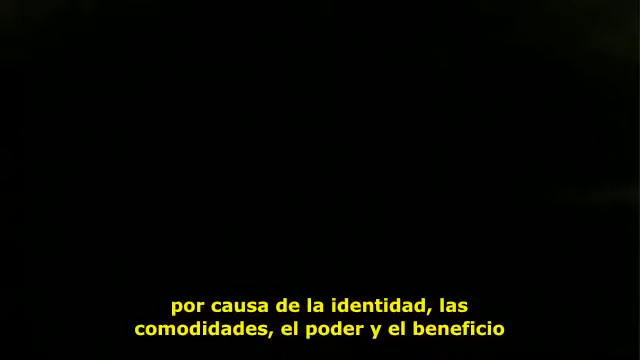 por causa de la identidad, las
comodidades, el poder y el beneficio